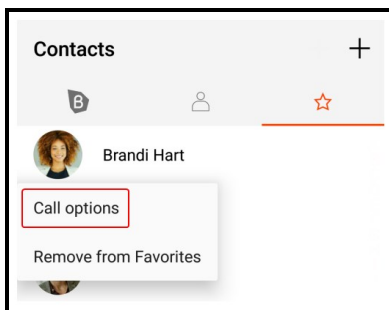 Contacts
B
Brandi Hart
Call options
Remove from Favorites